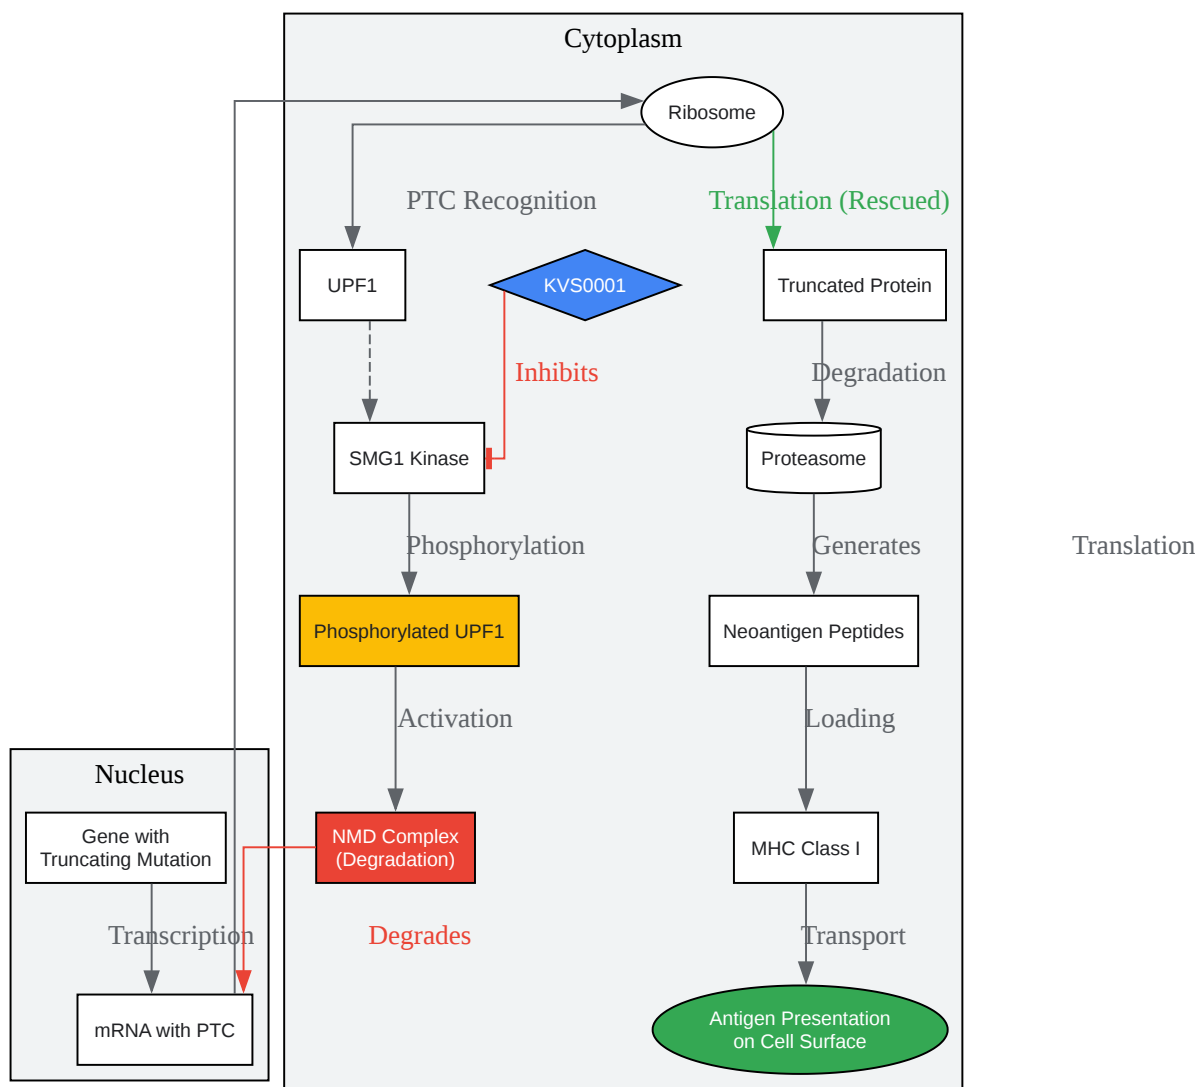 Cytoplasm
Ribosome
PTC Recognition
Translation (Rescued)
UPF1
KVS0001
Truncated Protein
Inhibits
Degradation
SMG1 Kinase
Proteasome
Phosphorylation
Generates
Translation
Phosphorylated UPF1
Neoantigen Peptides
Activation
Loading
Nucleus
Gene with
Truncating Mutation
NMD Complex
(Degradation)
MHC Class I
Transcription
Degrades
Transport
mRNA with PTC
Antigen Presentation
on Cell Surface